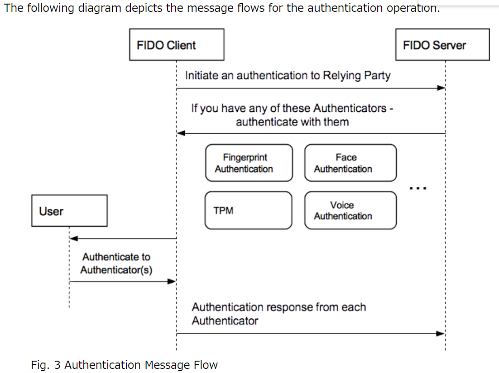 The following diagram depicts the message flows for the authentication operation.
FIDO Client
FIDO Server
Initiate an authentication to Relying Party
If you have any of these Authenticators -
authenticate with them
Fingerprint
Authentication
Face
Authentication
...
User
TPM
Voice
Authentication
Authenticate to
Authenticator(s)
Authentication response from each
Authenticator
Fig. 3 Authentication Message Flow